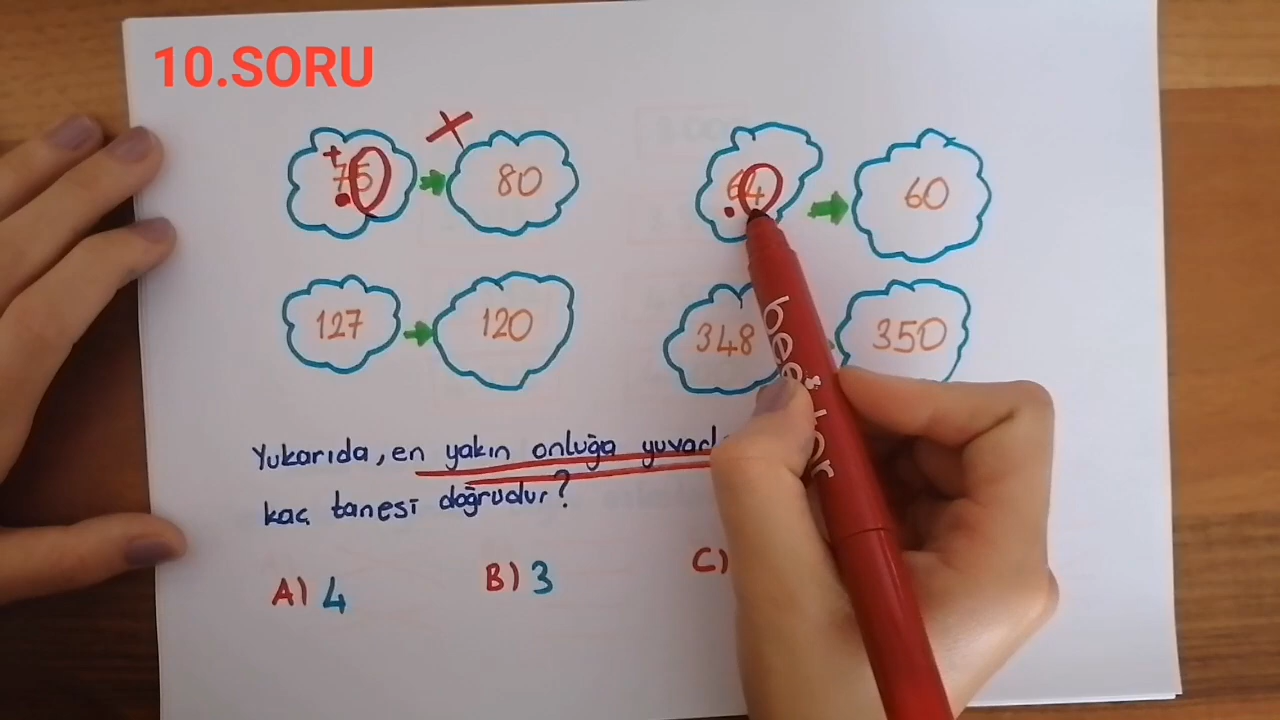 10.SORU
75 80 64 60
127 120 348 350
Yukarıda, en yakın onluğa
kaç tanesi doğrudur?
A) 4 B) 3 C)